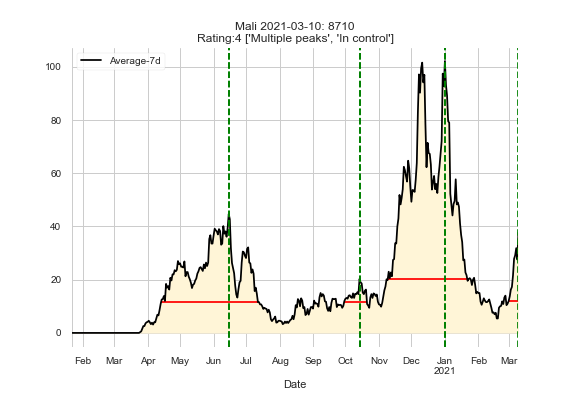 Mali 2021-03-10: 8710
Rating:4 ['Multiple peaks', 'In control']
Average-7d
100
80
60
40
20
0
Feb Mar Apr May Jun Jul Aug Sep Oct Nov Dec Jan Feb Mar
2021
Date